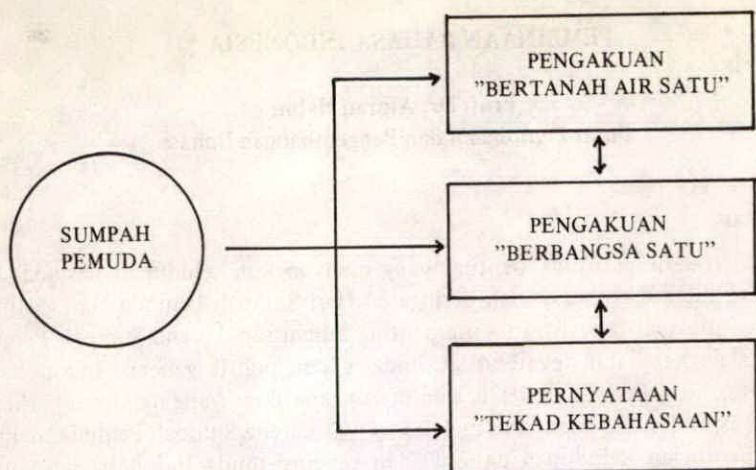 PENGAKUAN
"BERTANAH AIR SATU"
SUMPAH
PEMUDA
PENGAKUAN
"BERBANGSA SATU"
PERNYATAAN
"TEKAD KEBAHASAAN"